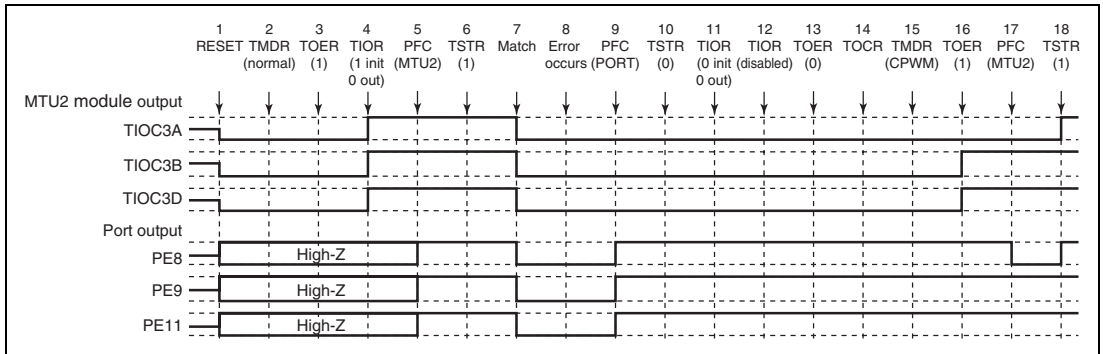 1 2 3 4 5 6 7 8 9 10 11 12 13 14 15 16 17 18
RESET TMDR TOER TIOR PFC TSTR Match Error PFC TSTR TIOR TIOR TOER TOCR TMDR TOER PFC TSTR
(normal) (1) (1 init (MTU2) (1) occurs (PORT) (0) (0 init (disabled) (0) (CPWM) (1) (MTU2) (1)
0 out) 0 out)
MTU2 module output
TIOC3A
TIOC3B
TIOC3D
Port output
PE8 High-Z
PE9 High-Z
PE11 High-Z